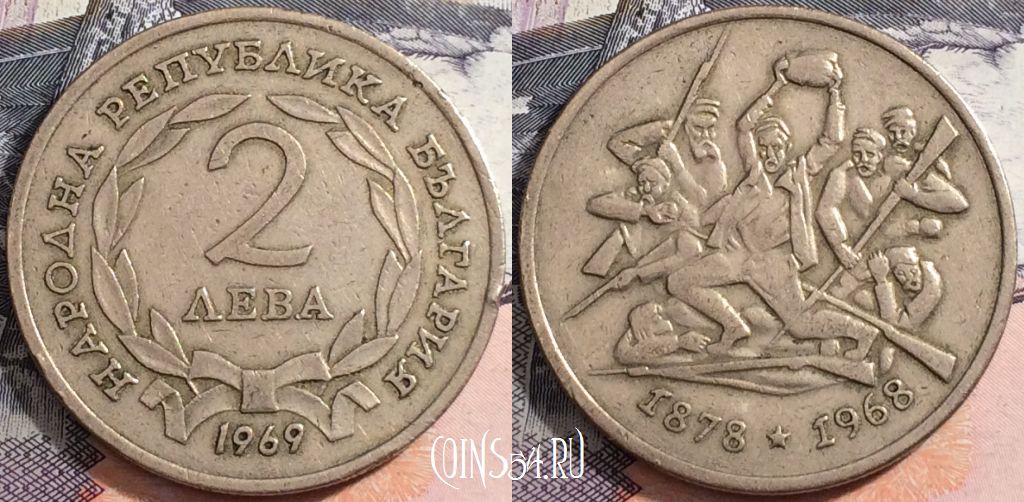 НАРОДНА РЕПУБЛИКА БЪЛГАРИЯ
2
ЛЕВА
1969
1878 ★ 1968
COINS54.RU